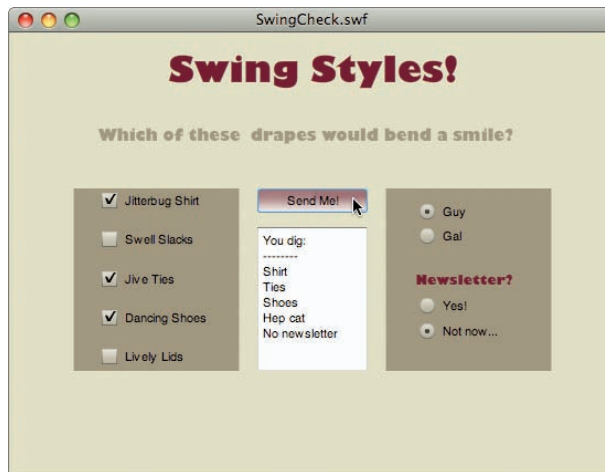 SwingCheck.swf
Swing Styles!
Which of these drapes would bend a smile?
Jitterbug Shirt
Swell Slacks
Jive Ties
Dancing Shoes
Lively Lids
Send Me!
You dig:
--------
Shirt
Ties
Shoes
Hep cat
No newsletter
Guy
Gal
Newsletter?
Yes!
Not now...